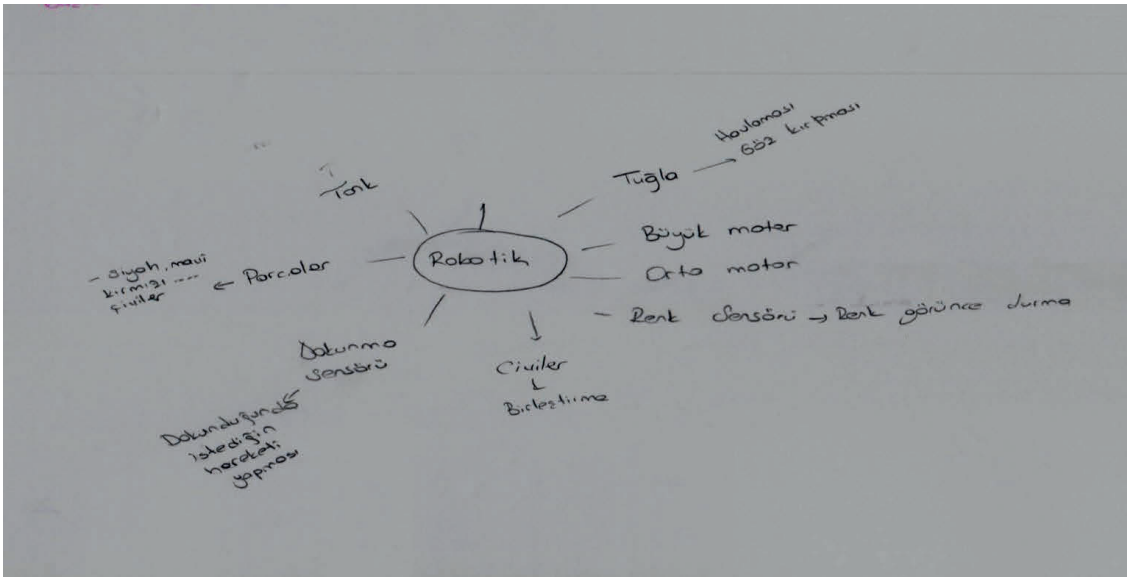 Havlaması
Göz kırpması
Tuğla
Tank
Büyük motor
Robotik
Orta motor
- siyah, mavi
kırmızı ----
çiviler
Parçalar
Renk Sensörü → Renk görünce durma
Dokunma
sensörü
Çiviler
Birleştirme
Dokunduğunda
istediğin
hareketi
yapması